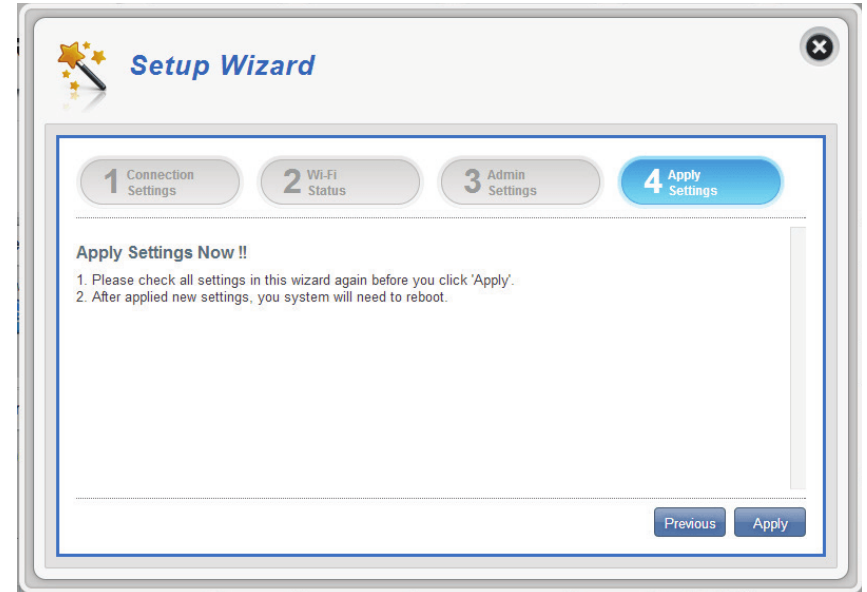 Setup Wizard
1 Connection Settings
2 Wi-Fi Status
3 Admin Settings
4 Apply Settings
Apply Settings Now !!
1. Please check all settings in this wizard again before you click 'Apply'.
2. After applied new settings, you system will need to reboot.
Previous
Apply